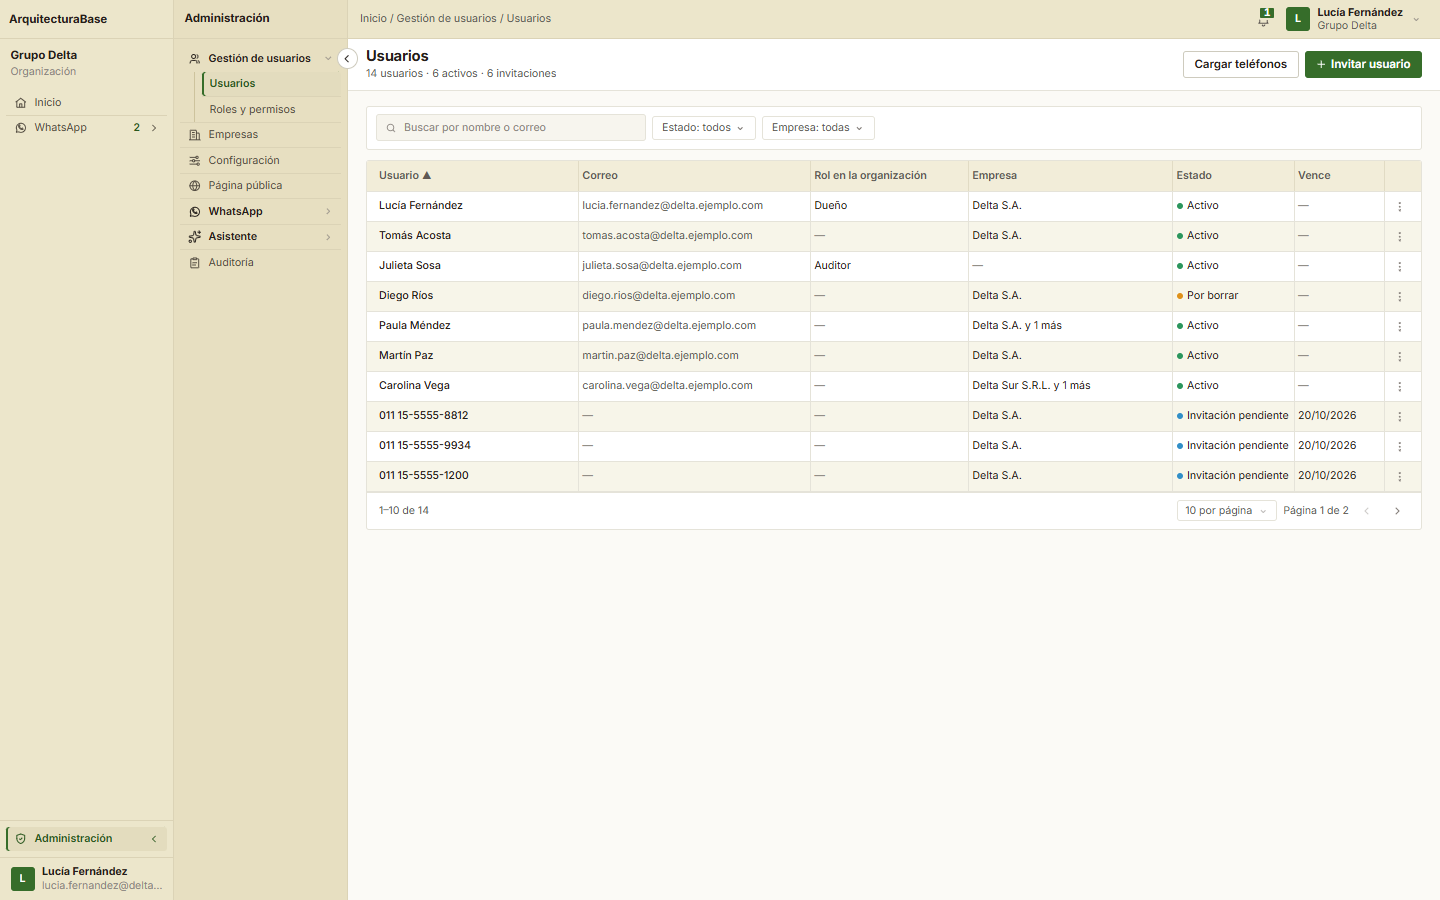 ArquitecturaBase
Grupo Delta
Organización
Inicio
WhatsApp 2
Administración
L
Lucía Fernández
lucia.fernandez@delta...
Administración
Gestión de usuarios
Usuarios
Roles y permisos
Empresas
Configuración
Página pública
WhatsApp
Asistente
Auditoría
Inicio / Gestión de usuarios / Usuarios
1
L
Lucía Fernández
Grupo Delta
Usuarios
14 usuarios · 6 activos · 6 invitaciones
Cargar teléfonos
+ Invitar usuario
Buscar por nombre o correo
Estado: todos
Empresa: todas
Usuario ▲ Correo Rol en la organización Empresa Estado Vence
Lucía Fernández lucia.fernandez@delta.ejemplo.com Dueño Delta S.A. Activo —
Tomás Acosta tomas.acosta@delta.ejemplo.com — Delta S.A. Activo —
Julieta Sosa julieta.sosa@delta.ejemplo.com Auditor — Activo —
Diego Ríos diego.rios@delta.ejemplo.com — Delta S.A. Por borrar —
Paula Méndez paula.mendez@delta.ejemplo.com — Delta S.A. y 1 más Activo —
Martín Paz martin.paz@delta.ejemplo.com — Delta S.A. Activo —
Carolina Vega carolina.vega@delta.ejemplo.com — Delta Sur S.R.L. y 1 más Activo —
011 15-5555-8812 — — Delta S.A. Invitación pendiente 20/10/2026
011 15-5555-9934 — — Delta S.A. Invitación pendiente 20/10/2026
011 15-5555-1200 — — Delta S.A. Invitación pendiente 20/10/2026
1–10 de 14
10 por página
Página 1 de 2